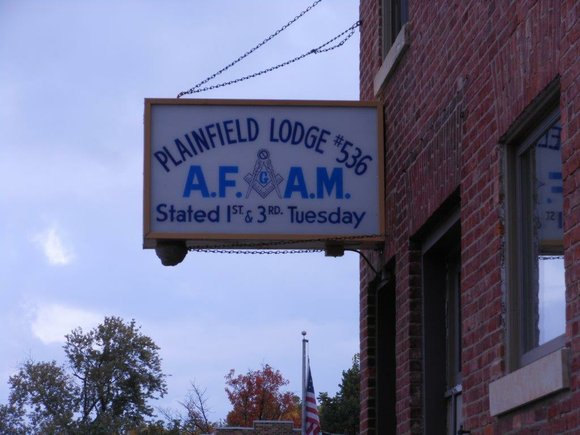 PLAINFIELD LODGE #536
A.F. G A.M.
Stated 1ST. & 3RD. Tuesday